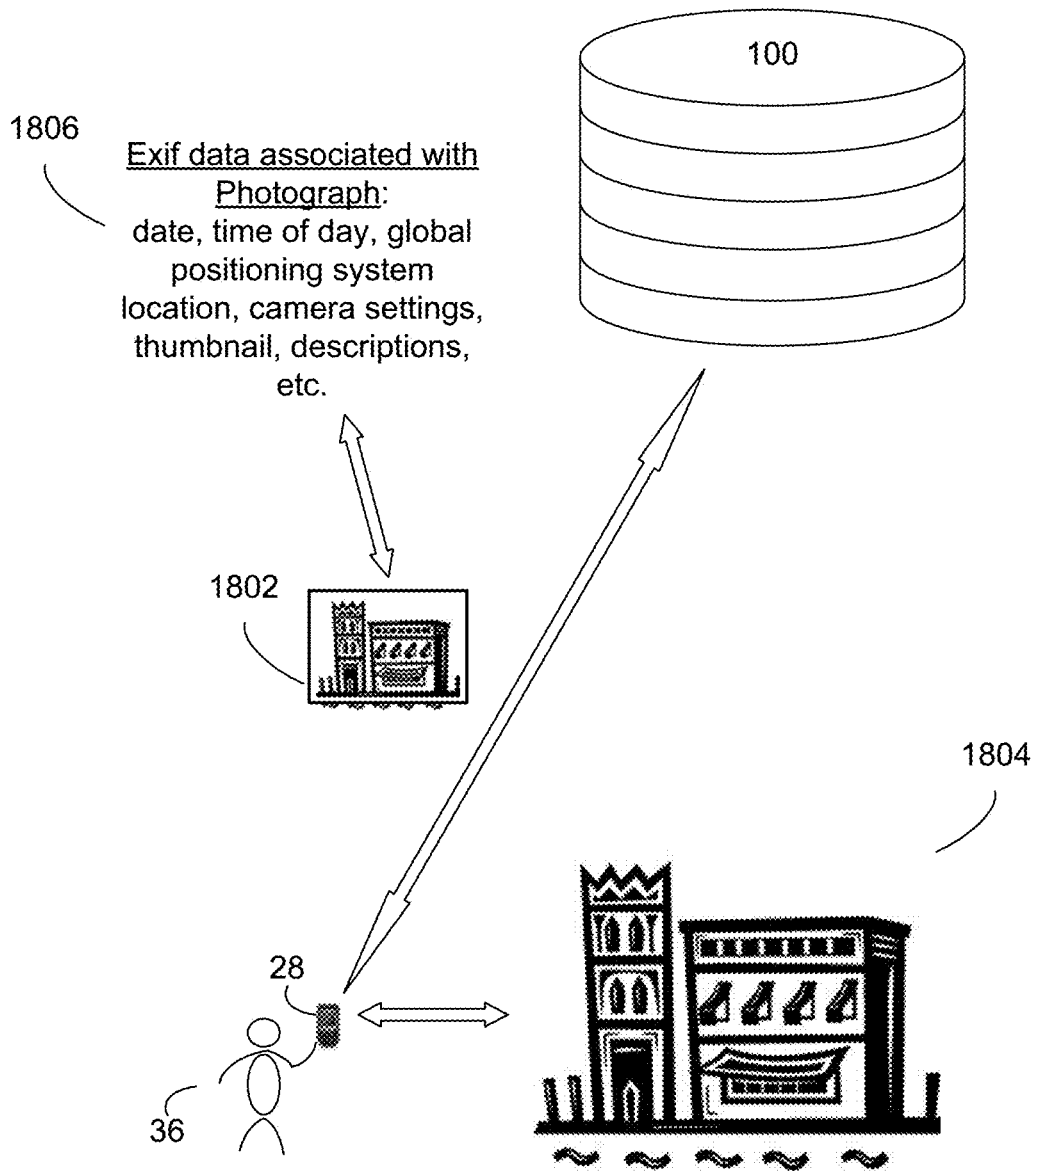 100
1806
Exif data associated with
Photograph:
date, time of day, global
positioning system
location, camera settings,
thumbnail, descriptions,
etc.
1802
1804
28
36